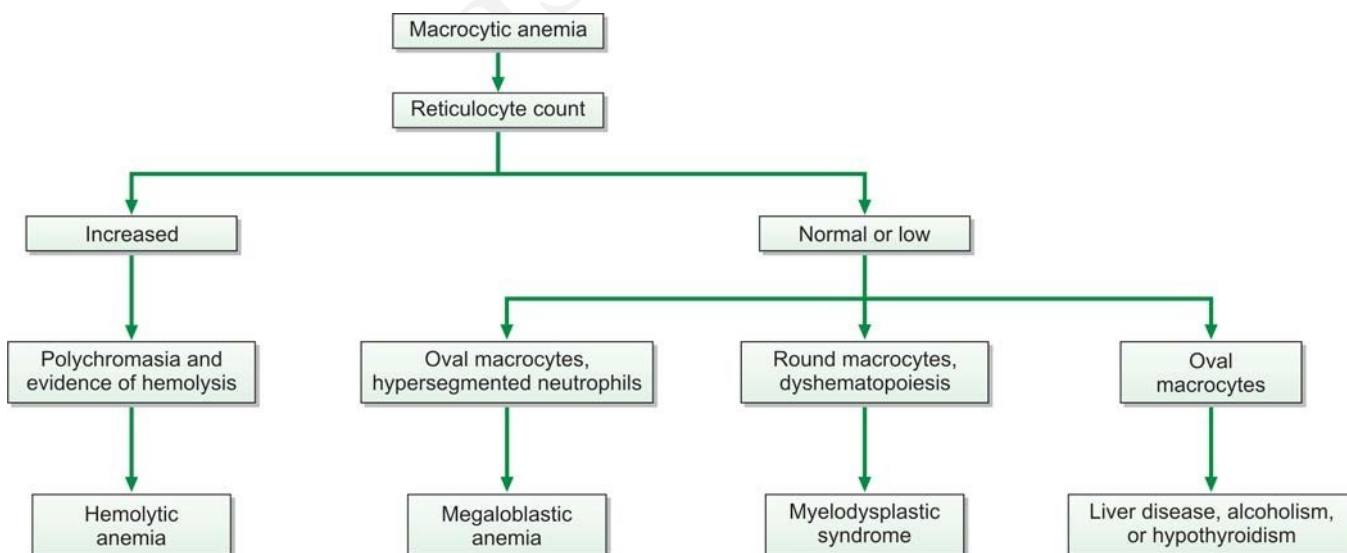 Macrocytic anemia
Reticulocyte count
Increased
Normal or low
Polychromasia and
evidence of hemolysis
Oval macrocytes,
hypersegmented neutrophils
Round macrocytes,
dyshematopoiesis
Oval
macrocytes
Hemolytic
anemia
Megaloblastic
anemia
Myelodysplastic
syndrome
Liver disease, alcoholism,
or hypothyroidism